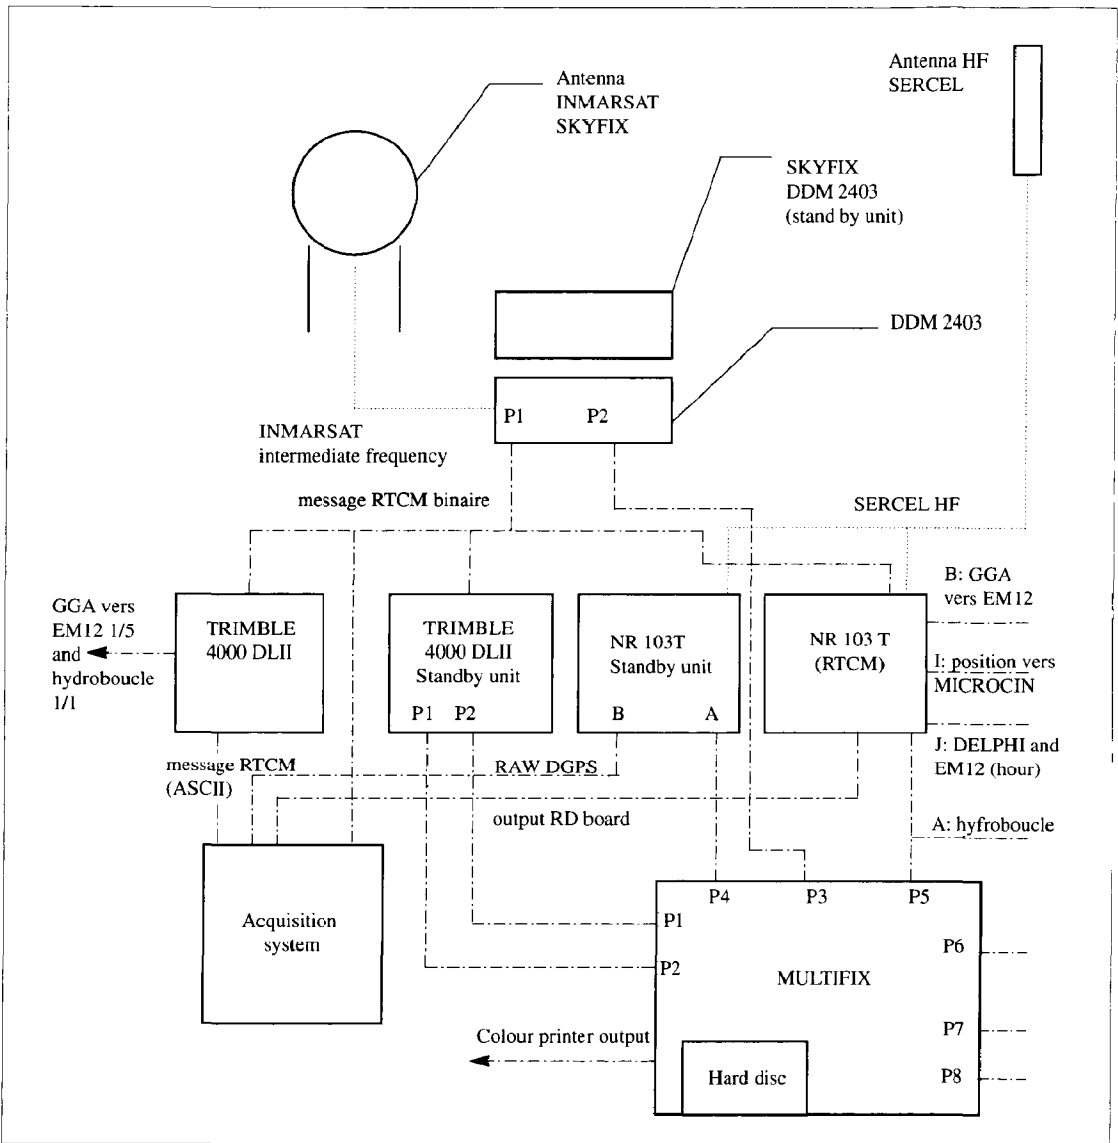 Antenna
INMARSAT
SKYFIX
Antenna HF
SERCEL
SKYFIX
DDM 2403
(stand by unit)
DDM 2403
P1
P2
INMARSAT
intermediate frequency
message RTCM binaire
SERCEL HF
GGA vers
EM12 1/5
and
hydroboucle
1/1
TRIMBLE
4000 DLII
TRIMBLE
4000 DLII
Standby unit
P1 P2
NR 103T
Standby unit
B A
NR 103 T
(RTCM)
B: GGA
vers EM12
I: position vers
MICROCIN
J: DELPHI and
EM12 (hour)
message RTCM
(ASCII)
RAW DGPS
output RD board
A: hyfroboucle
Acquisition
system
P4 P3 P5
P1
P2
P6
MULTIFIX
P7
P8
Colour printer output
Hard disc